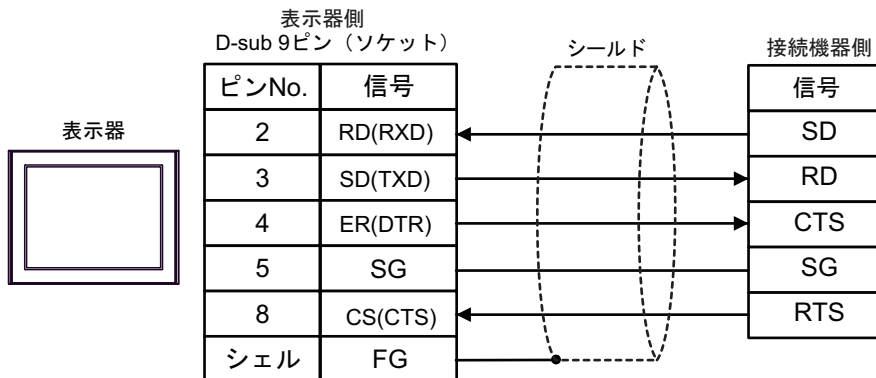 表示器側
D-sub 9ピン（ソケット）
シールド
接続機器側
ピンNo. 信号 信号
表示器
2 RD(RXD) SD
3 SD(TXD) RD
4 ER(DTR) CTS
5 SG SG
8 CS(CTS) RTS
シェル FG